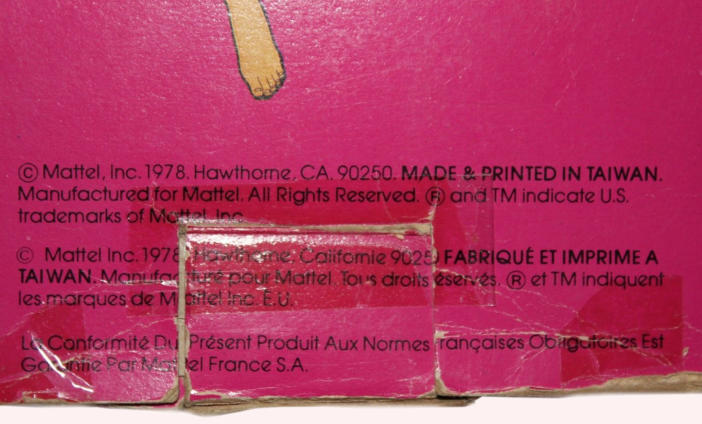 © Mattel, Inc. 1978. Hawthorne, CA. 90250. MADE & PRINTED IN TAIWAN.
Manufactured for Mattel. All Rights Reserved. ® and TM indicate U.S.
trademarks of Mattel, Inc.
© Mattel Inc. 1978 Hawthorne, Californie 90250 FABRIQUÉ ET IMPRIME A
TAIWAN. Manufacturé pour Mattel. Tous droits éservés. ® et TM indiquent
les marques de Mattel Inc. E.U.
La Conformité Du Présent Produit Aux Normes rançaises Obligatoires Est
Garantie Par Mattel France S.A.